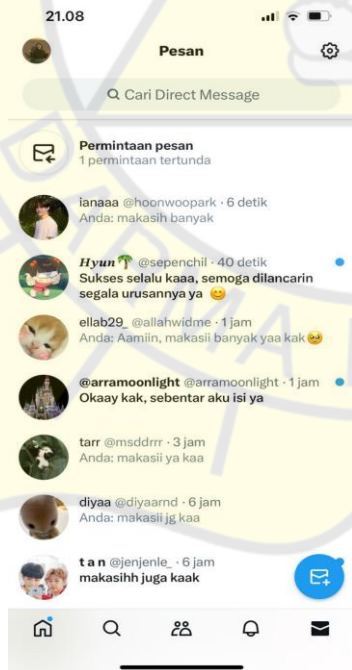 21.08
Pesan
Cari Direct Message
Permintaan pesan
1 permintaan tertunda
ianaaa @hoonwoopark · 6 detik
Anda: makasih banyak
Hyun🌴 @sepenchil · 40 detik
Sukses selalu kaaa, semoga dilancarin
segala urusannya ya 😊
ellab29_ @allahwidme · 1 jam
Anda: Aamiin, makasii banyak yaa kak🥹
@arramoonlight @arramoonlight · 1 jam
Okaay kak, sebentar aku isi ya
tarr @msddrrr · 3 jam
Anda: makasii ya kaa
diyaa @diyaarnd · 6 jam
Anda: makasii jg kaa
t a n @jenjenle_ · 6 jam
makasihh juga kaak